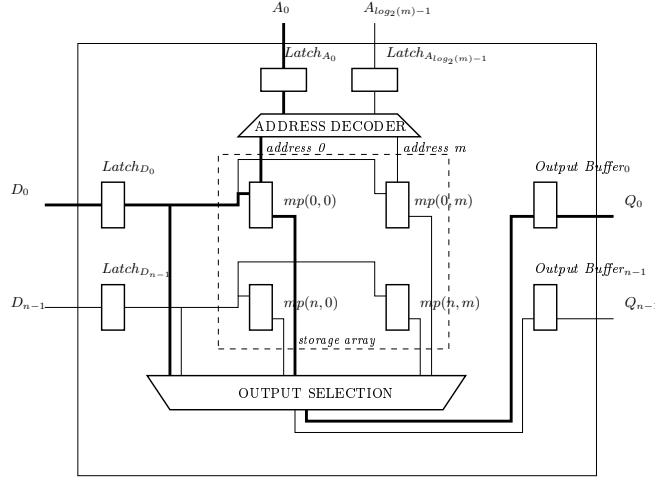 A_0 A_{log_2(m)-1}
Latch_{A_0} Latch_{A_{log_2(m)-1}}
ADDRESS DECODER
address 0 address m
Latch_{D_0} Output Buffer_0
D_0 mp(0,0) mp(0,m) Q_0
Latch_{D_{n-1}} Output Buffer_{n-1}
D_{n-1} mp(n,0) mp(n,m) Q_{n-1}
storage array
OUTPUT SELECTION